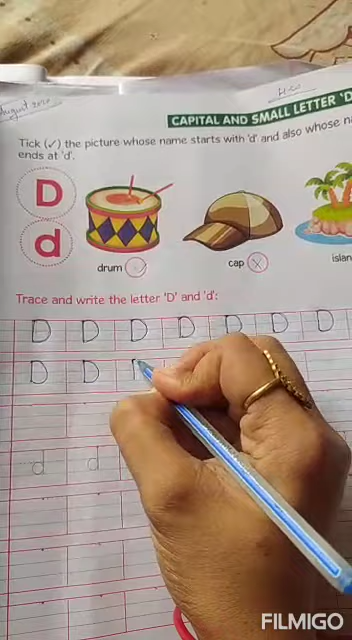 August
H.W
CAPITAL AND SMALL LETTER 'D
Tick (✓) the picture whose name starts with 'd' and also whose n
ends at 'd'.
D
d
drum
cap
islan
Trace and write the letter 'D' and 'd':
D D D D D D D
D D
d d
FILMIGO